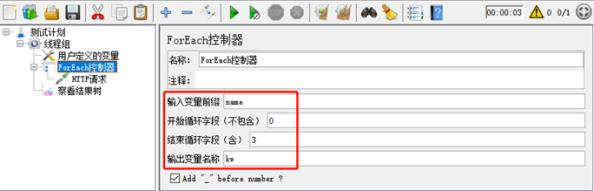 00:00:03 0 0/1
测试计划
线程组
用户定义的变量
ForEach控制器
HTTP请求
察看结果树
ForEach控制器
名称: ForEach控制器
注释:
输入变量前缀 name
开始循环字段(不包含) 0
结束循环字段(含) 3
输出变量名称 kw
Add "_" before number ?